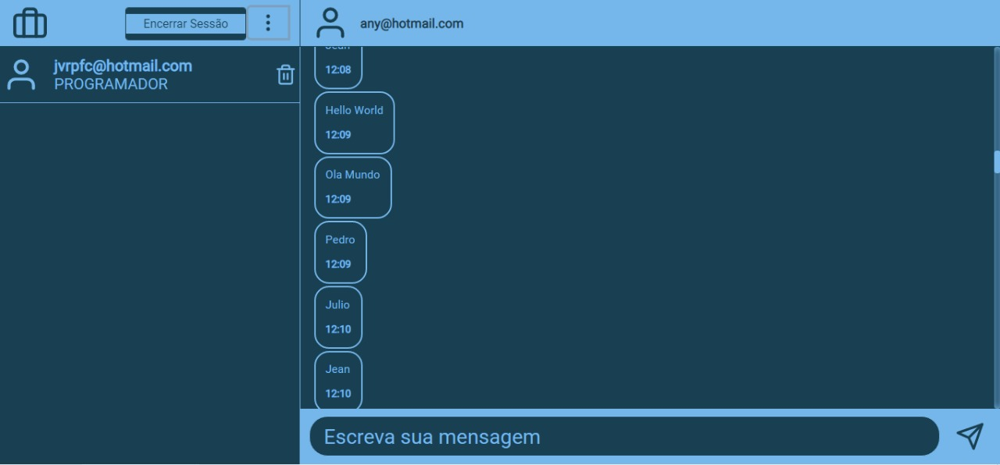 Encerrar Sessão
any@hotmail.com
jvrpfc@hotmail.com
PROGRAMADOR
12:08
Hello World
12:09
Ola Mundo
12:09
Pedro
12:09
Julio
12:10
Jean
12:10
Escreva sua mensagem